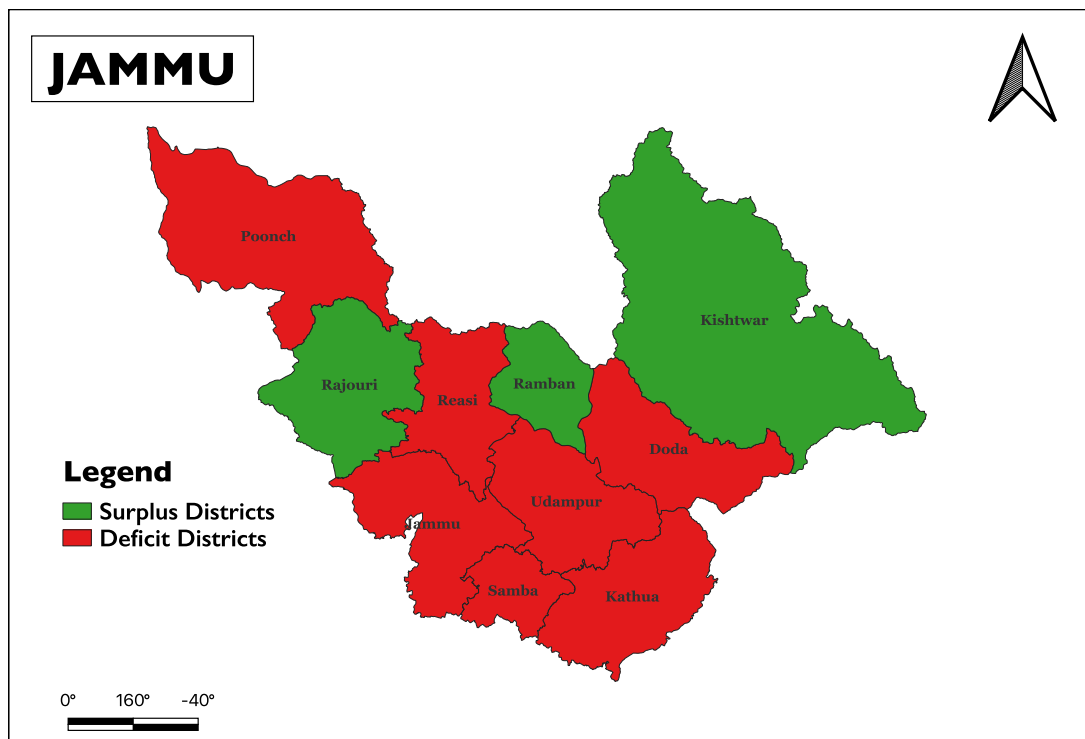 JAMMU
Poonch
Kishtwar
Rajouri
Ramban
Reasi
Doda
Udampur
Jammu
Samba
Kathua
Legend
Surplus Districts
Deficit Districts
0° 160° -40°